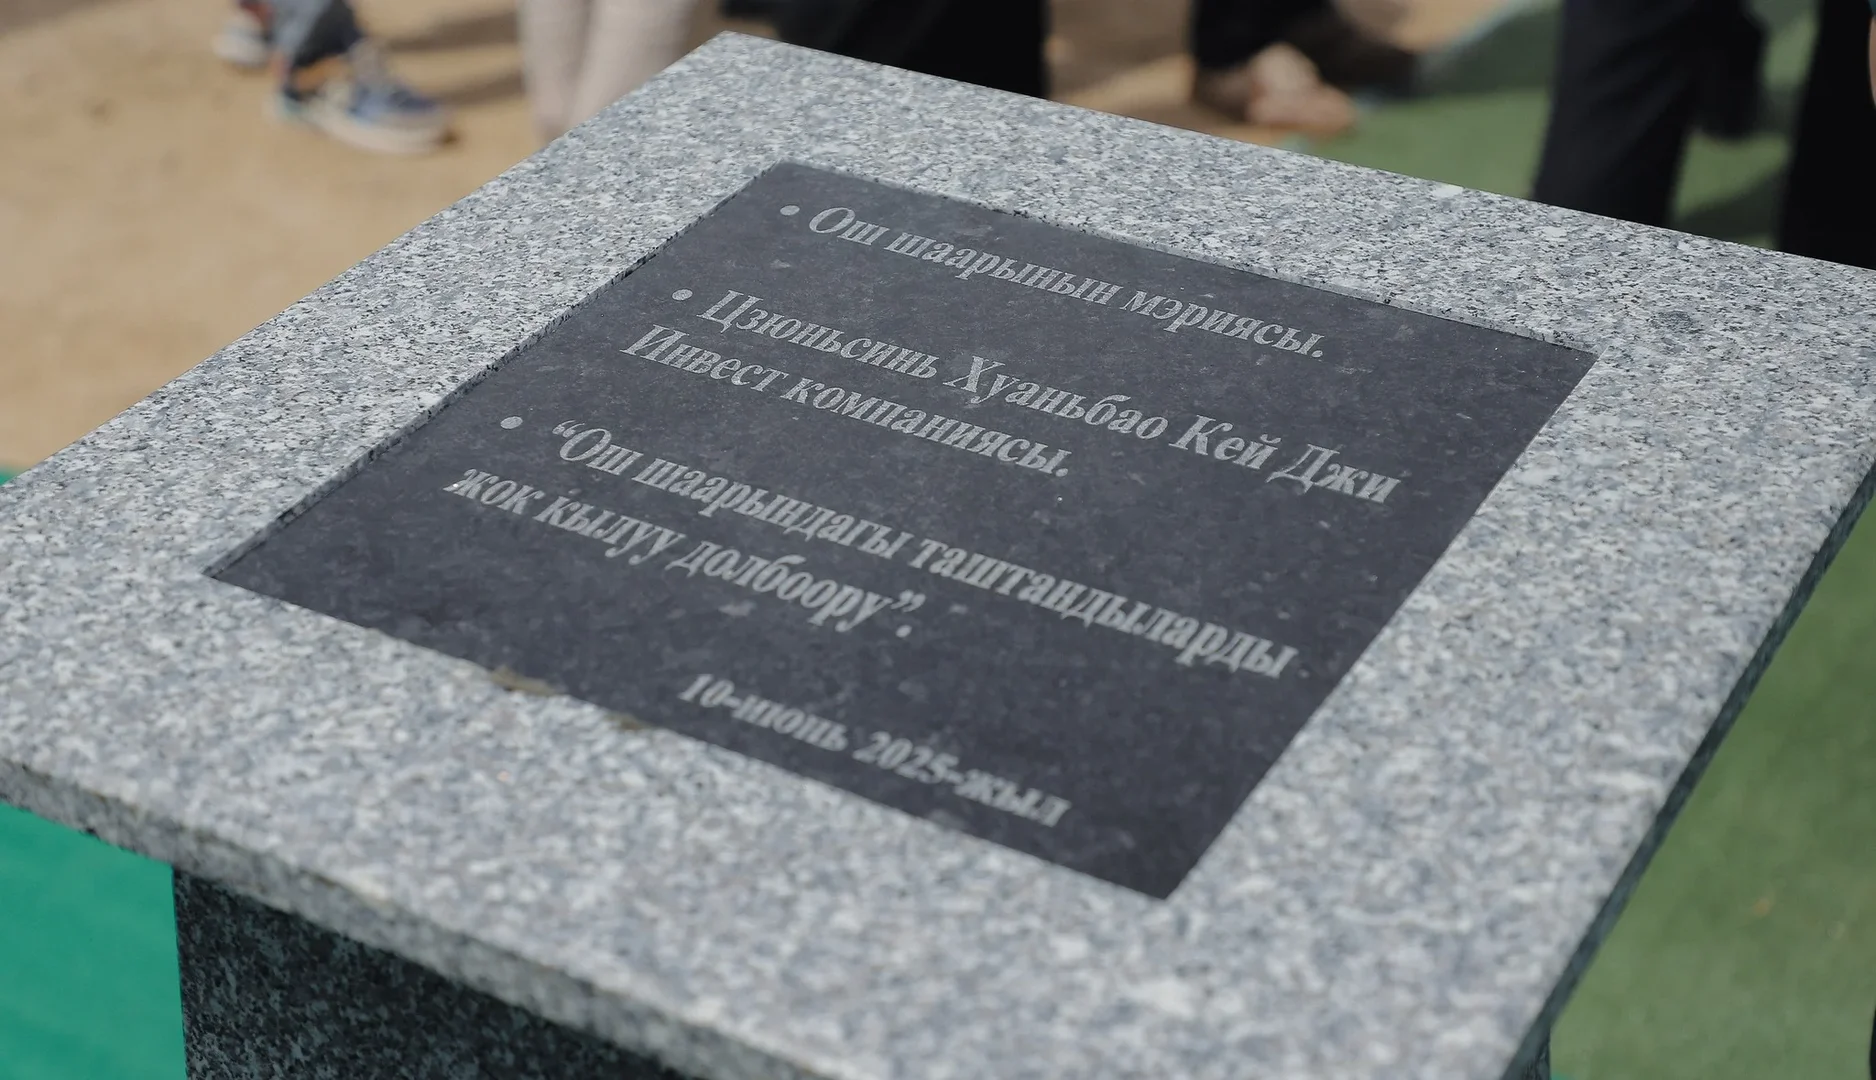 • Ош шаарынын мэриясы.
• Цзюньсинь Хуаньбао Кей Джи
Инвест компаниясы.
• “Ош шаарындагы таштандыларды
жок кылуу долбоору”.
10-июнь 2025-жыл